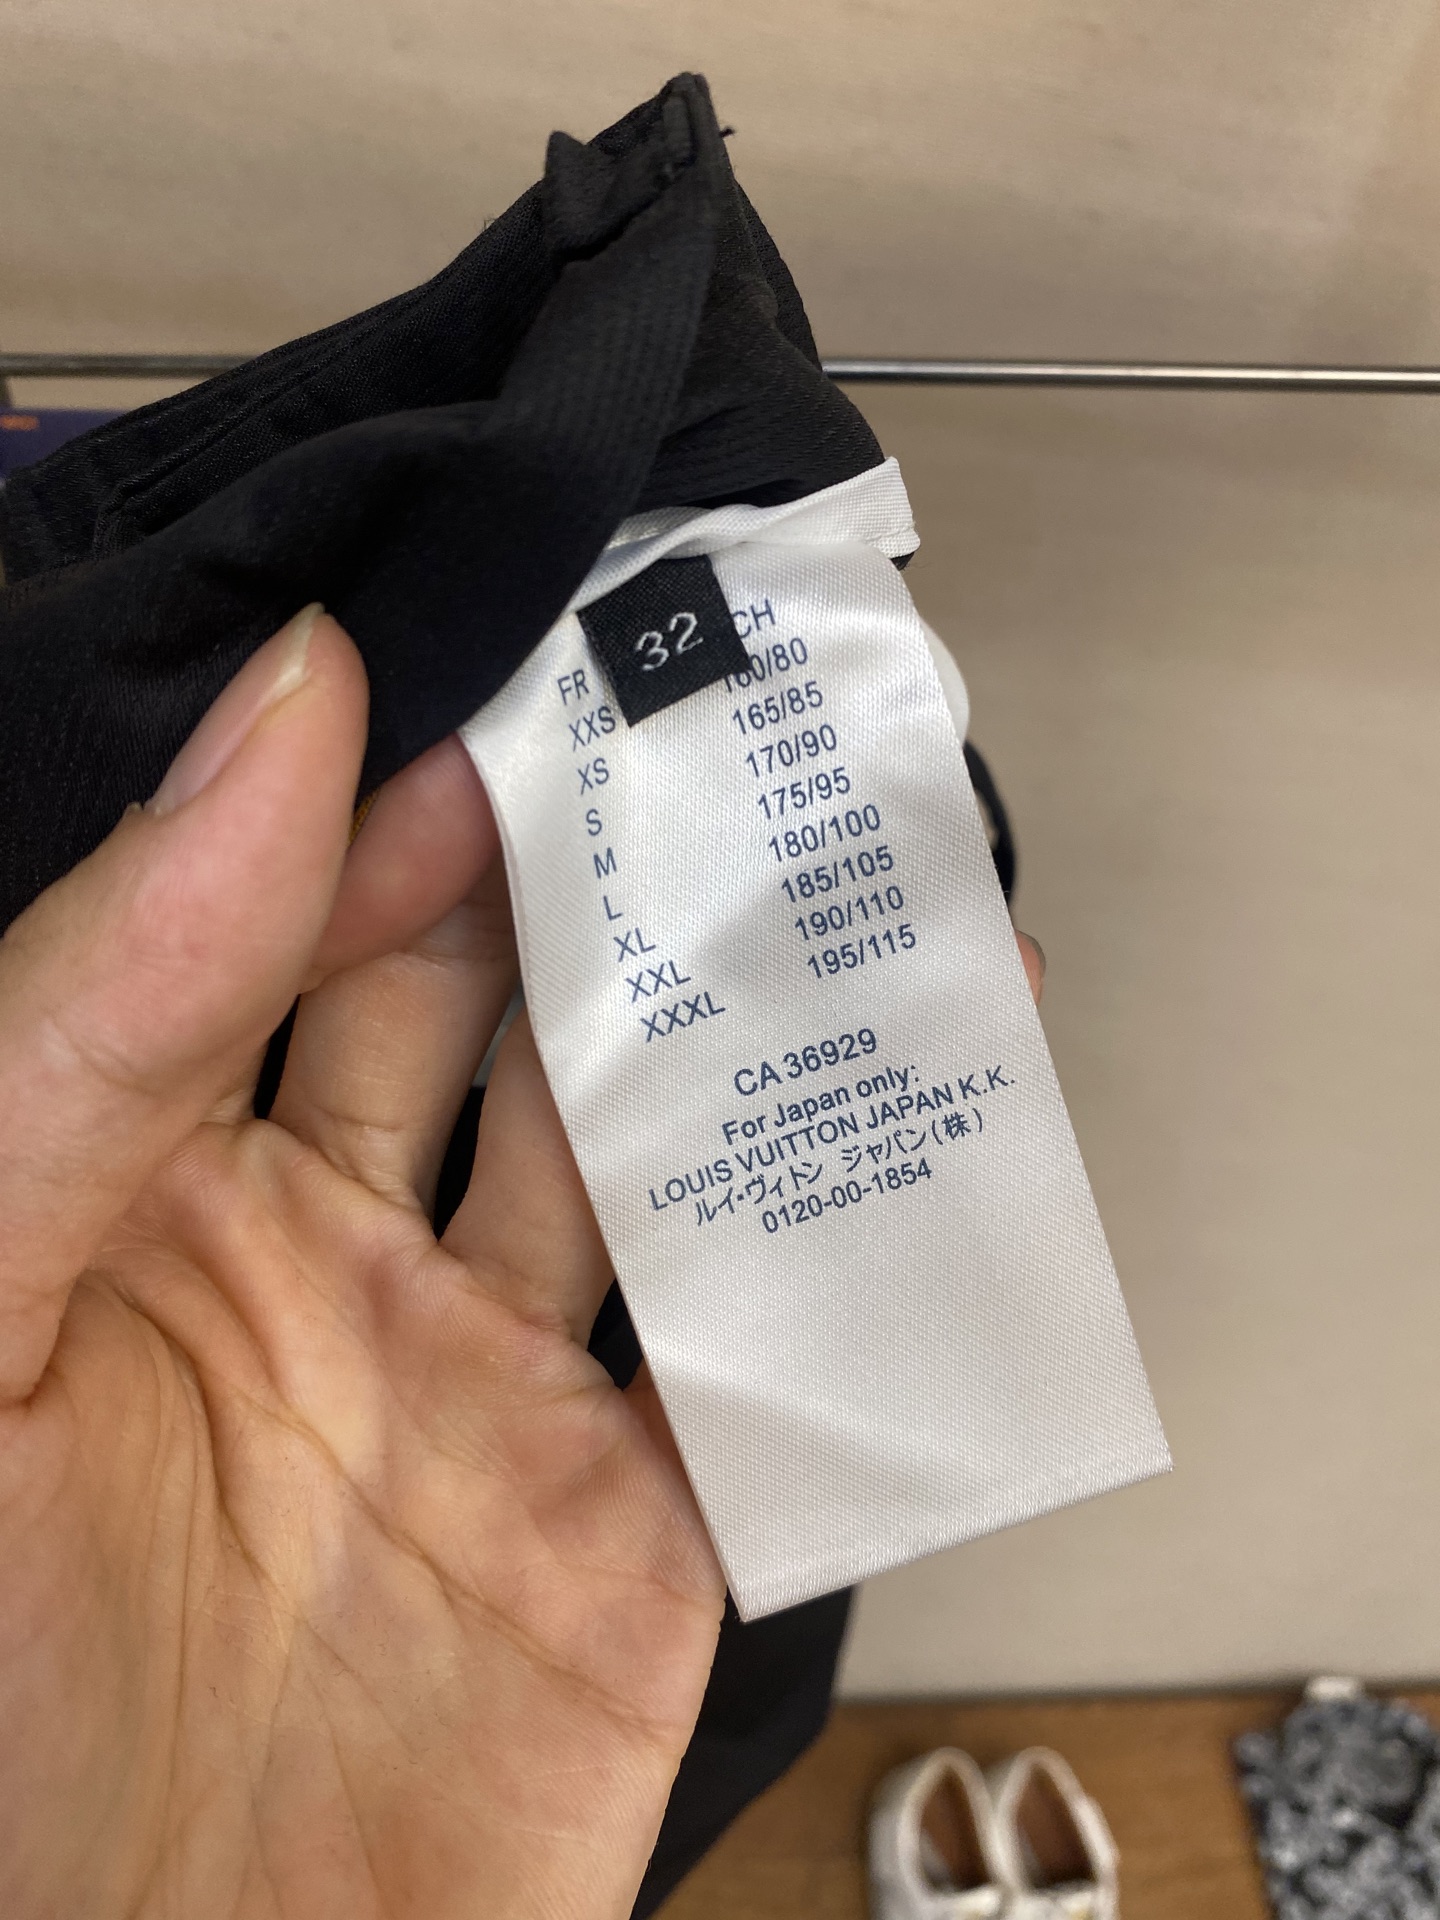 32
FR CH
XXS 160/80
XS 165/85
S 170/90
M 175/95
L 180/100
XL 185/105
XXL 190/110
XXXL 195/115
CA 36929
For Japan only:
LOUIS VUITTON JAPAN K.K.
ルイ・ヴィトン ジャパン(株)
0120-00-1854